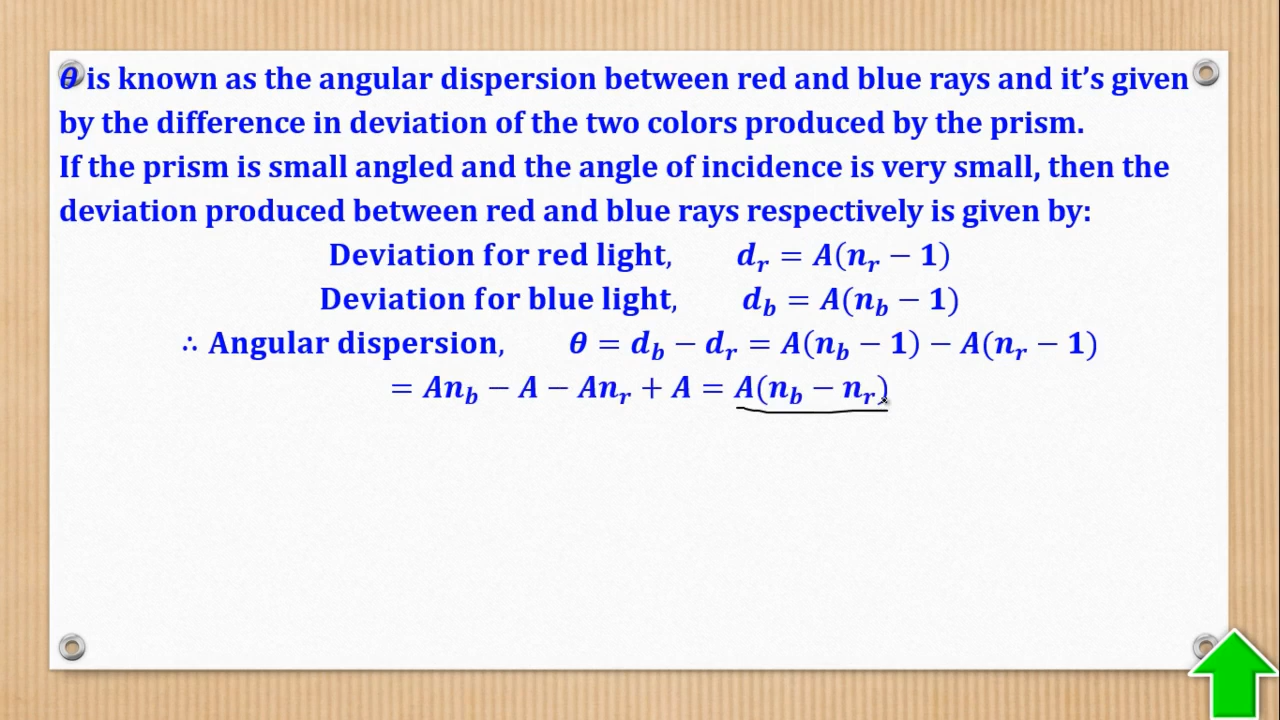 θ is known as the angular dispersion between red and blue rays and it’s given
by the difference in deviation of the two colors produced by the prism.
If the prism is small angled and the angle of incidence is very small, then the
deviation produced between red and blue rays respectively is given by:
Deviation for red light, d_r = A(n_r − 1)
Deviation for blue light, d_b = A(n_b − 1)
∴ Angular dispersion, θ = d_b − d_r = A(n_b − 1) − A(n_r − 1)
= An_b − A − An_r + A = A(n_b − n_r)